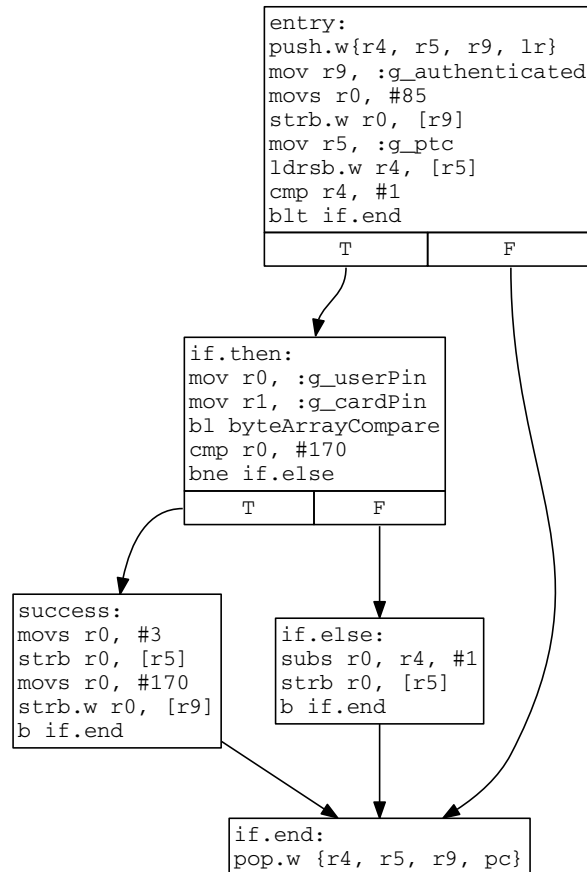 entry:
push.w{r4, r5, r9, lr}
mov r9, :g_authenticated
movs r0, #85
strb.w r0, [r9]
mov r5, :g_ptc
ldrsb.w r4, [r5]
cmp r4, #1
blt if.end
T F
if.then:
mov r0, :g_userPin
mov r1, :g_cardPin
bl byteArrayCompare
cmp r0, #170
bne if.else
T F
success:
movs r0, #3
strb r0, [r5]
movs r0, #170
strb.w r0, [r9]
b if.end
if.else:
subs r0, r4, #1
strb r0, [r5]
b if.end
if.end:
pop.w {r4, r5, r9, pc}